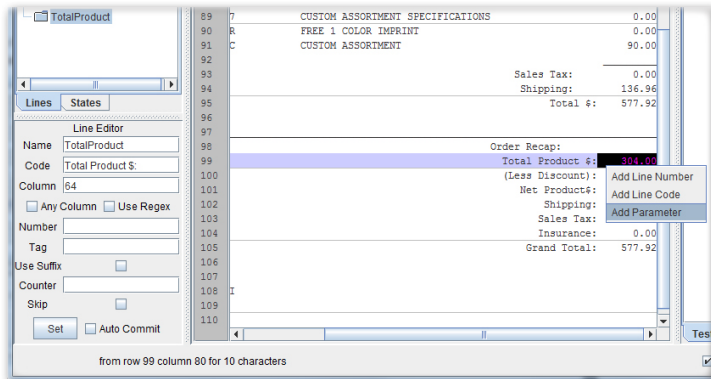 TotalProduct
Lines States
Line Editor
Name TotalProduct
Code Total Product $:
Column 64
Any Column Use Regex
Number
Tag
Use Suffix
Counter
Skip
Set Auto Commit
89 7 CUSTOM ASSORTMENT SPECIFICATIONS 0.00
90 R FREE 1 COLOR IMPRINT 0.00
91 C CUSTOM ASSORTMENT 90.00
92
93 Sales Tax: 0.00
94 Shipping: 136.96
95 Total $: 577.92
96
97
98 Order Recap:
99 Total Product $: 304.00
100 (Less Discount):
101 Net Product$:
102 Shipping:
103 Sales Tax:
104 Insurance: 0.00
105 Grand Total: 577.92
106
107
108 I
109
110
Add Line Number
Add Line Code
Add Parameter
Tes
from row 99 column 80 for 10 characters